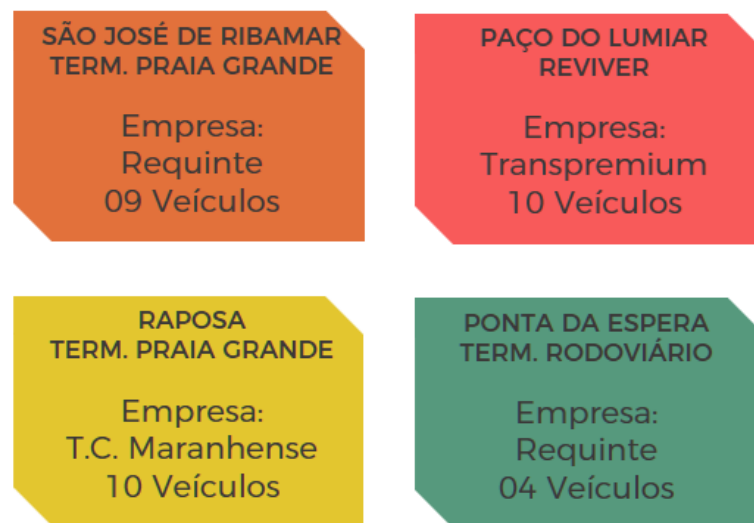 SÃO JOSÉ DE RIBAMAR
TERM. PRAIA GRANDE
Empresa:
Requinte
09 Veículos
PAÇO DO LUMIAR
REVIVER
Empresa:
Transpremium
10 Veículos
RAPOSA
TERM. PRAIA GRANDE
Empresa:
T.C. Maranhense
10 Veículos
PONTA DA ESPERA
TERM. RODOVIÁRIO
Empresa:
Requinte
04 Veículos